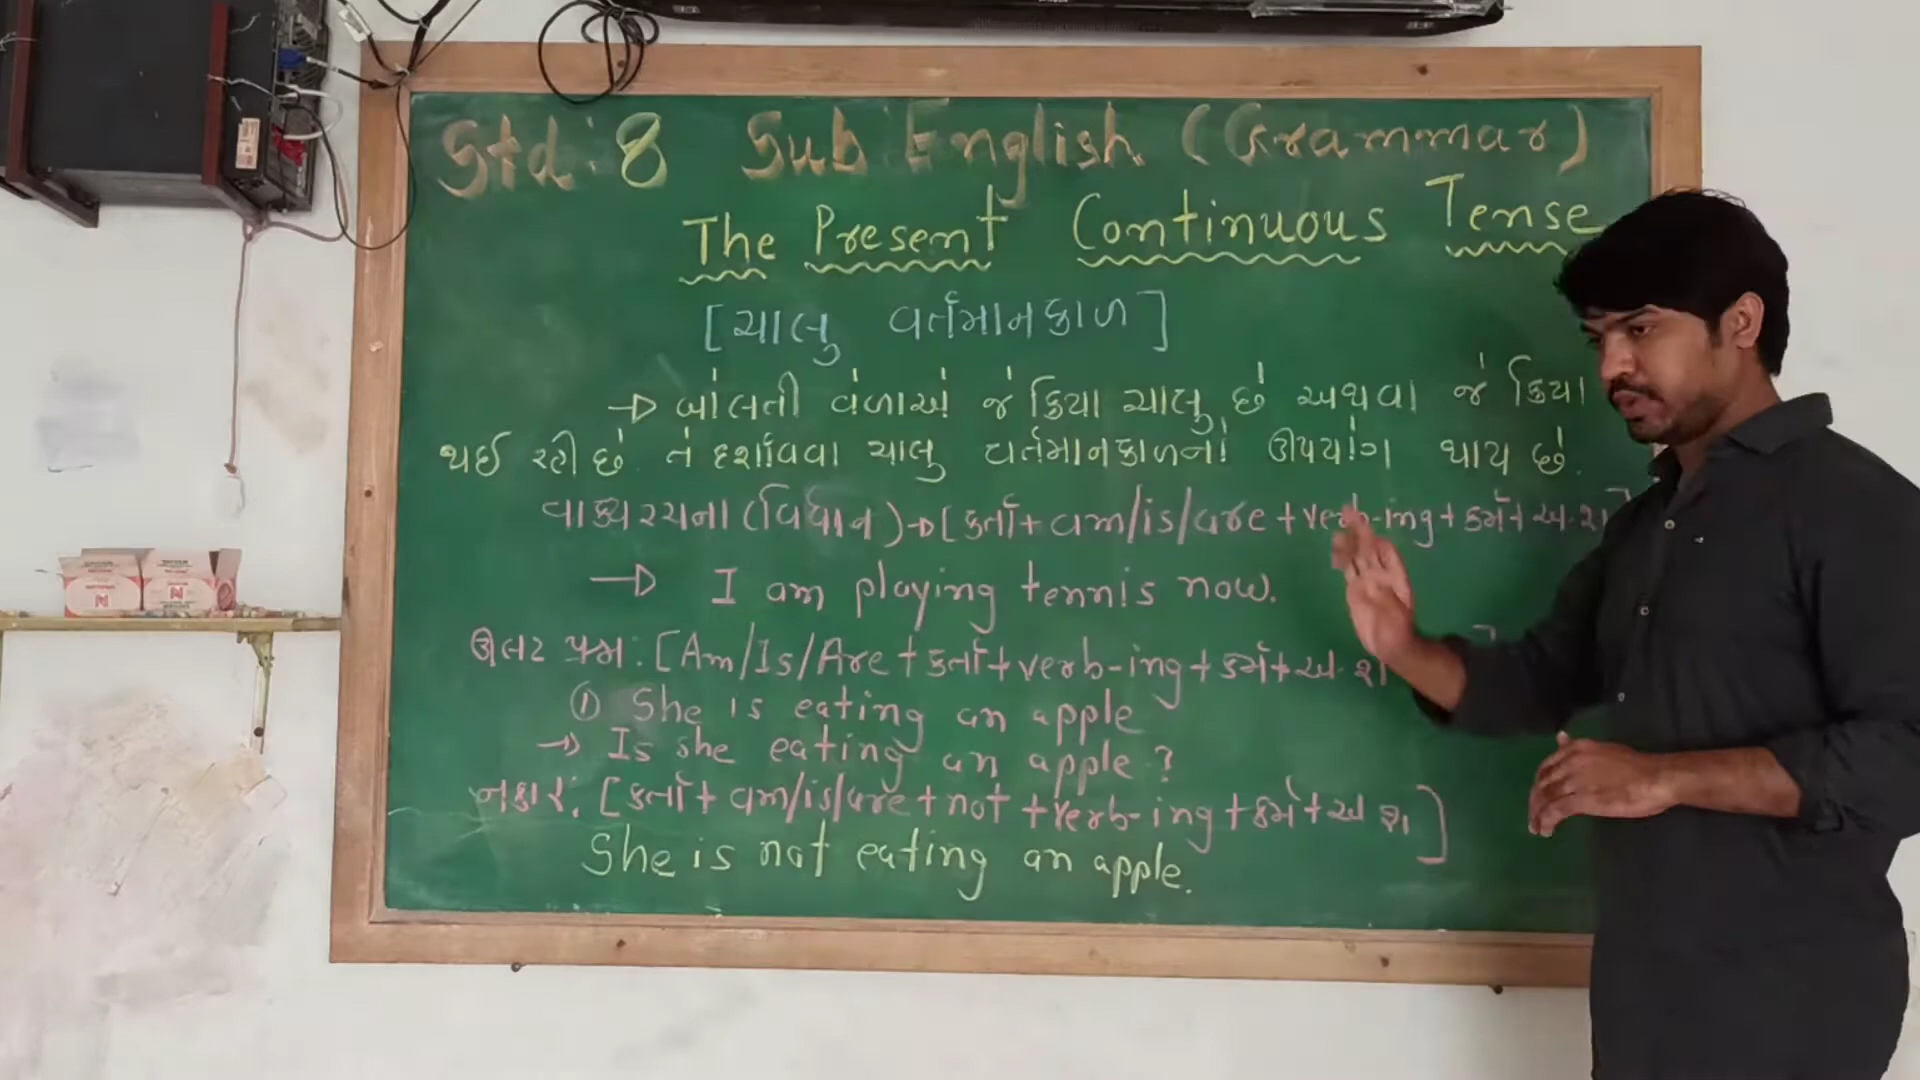 Std : 8 Sub English (Grammar)
The Present Continuous Tense
[ચાલુ વર્તમાનકાળ]
→ બોલતી વેળાએ જે ક્રિયા ચાલુ છે અથવા જે ક્રિયા
થઈ રહી છે તે દર્શાવવા ચાલુ વર્તમાનકાળનો ઉપયોગ થાય છે.
વાક્ય રચના (વિધાન) → [કર્તા + am/is/are + verb-ing + કર્મ + અ.શ]
→ I am playing tennis now.
ઉલટ પ્રશ્ન : [Am/Is/Are + કર્તા + verb-ing + કર્મ + અ.શ]
① She is eating an apple
→ Is she eating an apple ?
નકાર : [કર્તા + am/is/are + not + verb-ing + કર્મ + અ શ]
She is not eating an apple.